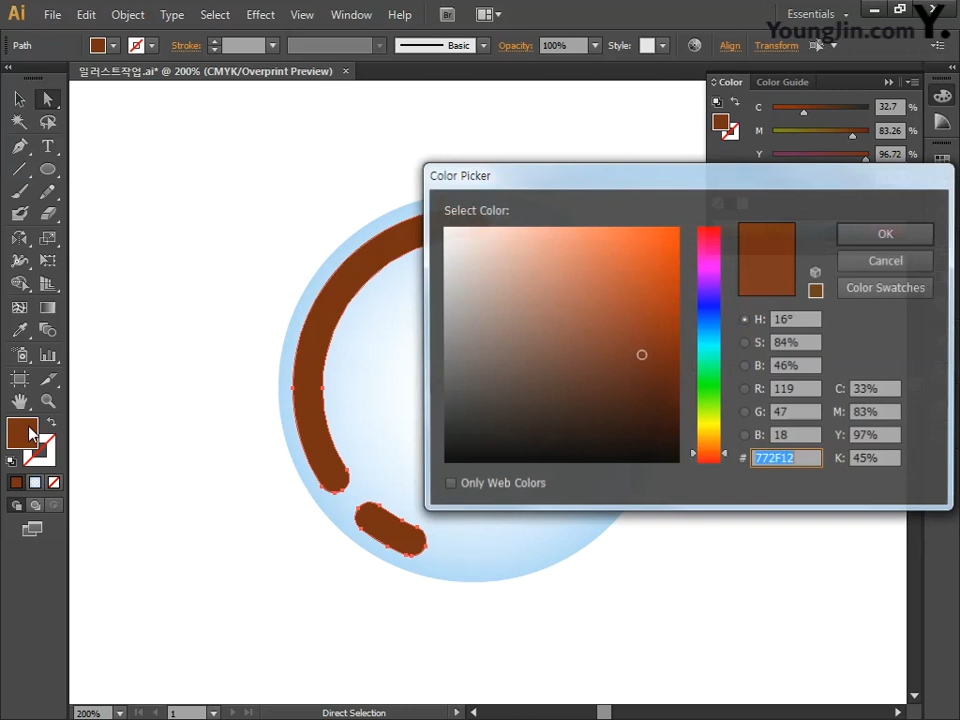 Ai File Edit Object Type Select Effect View Window Help Br Essentials
YoungJin.com Y.
Path Stroke: Basic Opacity: 100% Style: Align Transform
일러스트작업.ai* @ 200% (CMYK/Overprint Preview) ×
Color Color Guide
C 32.7 %
M 83.26 %
Y 96.72 %
Color Picker
Select Color:
OK
Cancel
Color Swatches
H: 16°
S: 84%
B: 46%
R: 119 C: 33%
G: 47 M: 83%
B: 18 Y: 97%
# 772F12 K: 45%
Only Web Colors
T
200% 1 Direct Selection